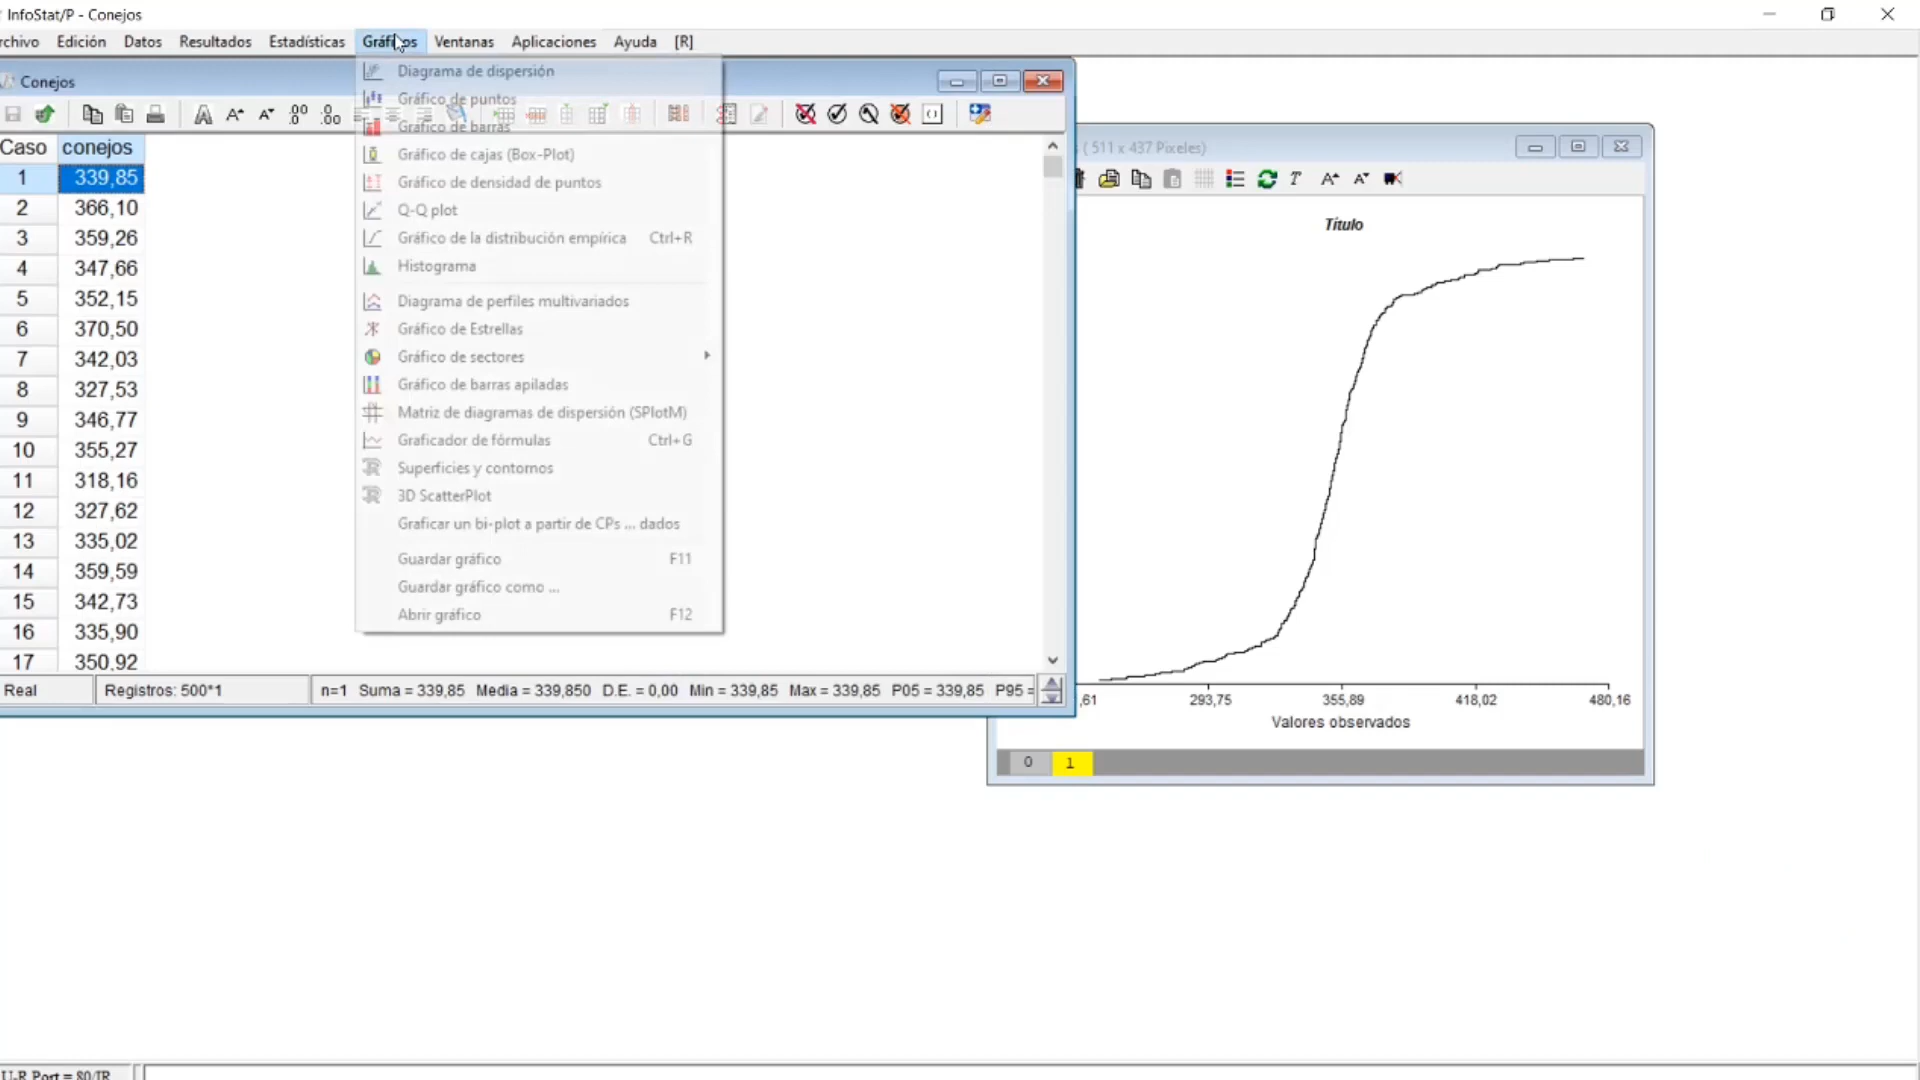 InfoStat/P - Conejos
rchivo Edición Datos Resultados Estadísticas Gráficos Ventanas Aplicaciones Ayuda [R]
Conejos
Caso conejos
1 339,85
2 366,10
3 359,26
4 347,66
5 352,15
6 370,50
7 342,03
8 327,53
9 346,77
10 355,27
11 318,16
12 327,62
13 335,02
14 359,59
15 342,73
16 335,90
17 350,92
Real Registros: 500*1 n=1 Suma = 339,85 Media = 339,850 D.E. = 0,00 Min = 339,85 Max = 339,85 P05 = 339,85 P95 =
Diagrama de dispersión
Gráfico de puntos
Gráfico de barras
Gráfico de cajas (Box-Plot)
Gráfico de densidad de puntos
Q-Q plot
Gráfico de la distribución empírica Ctrl+R
Histograma
Diagrama de perfiles multivariados
Gráfico de Estrellas
Gráfico de sectores
Gráfico de barras apiladas
Matriz de diagramas de dispersión (SPlotM)
Graficador de fórmulas Ctrl+G
Superficies y contornos
3D ScatterPlot
Graficar un bi-plot a partir de CPs ... dados
Guardar gráfico F11
Guardar gráfico como ...
Abrir gráfico F12
( 511 x 437 Pixeles)
Título
,61 293,75 355,89 418,02 480,16
Valores observados
0 1
U-R Port = 80/IR